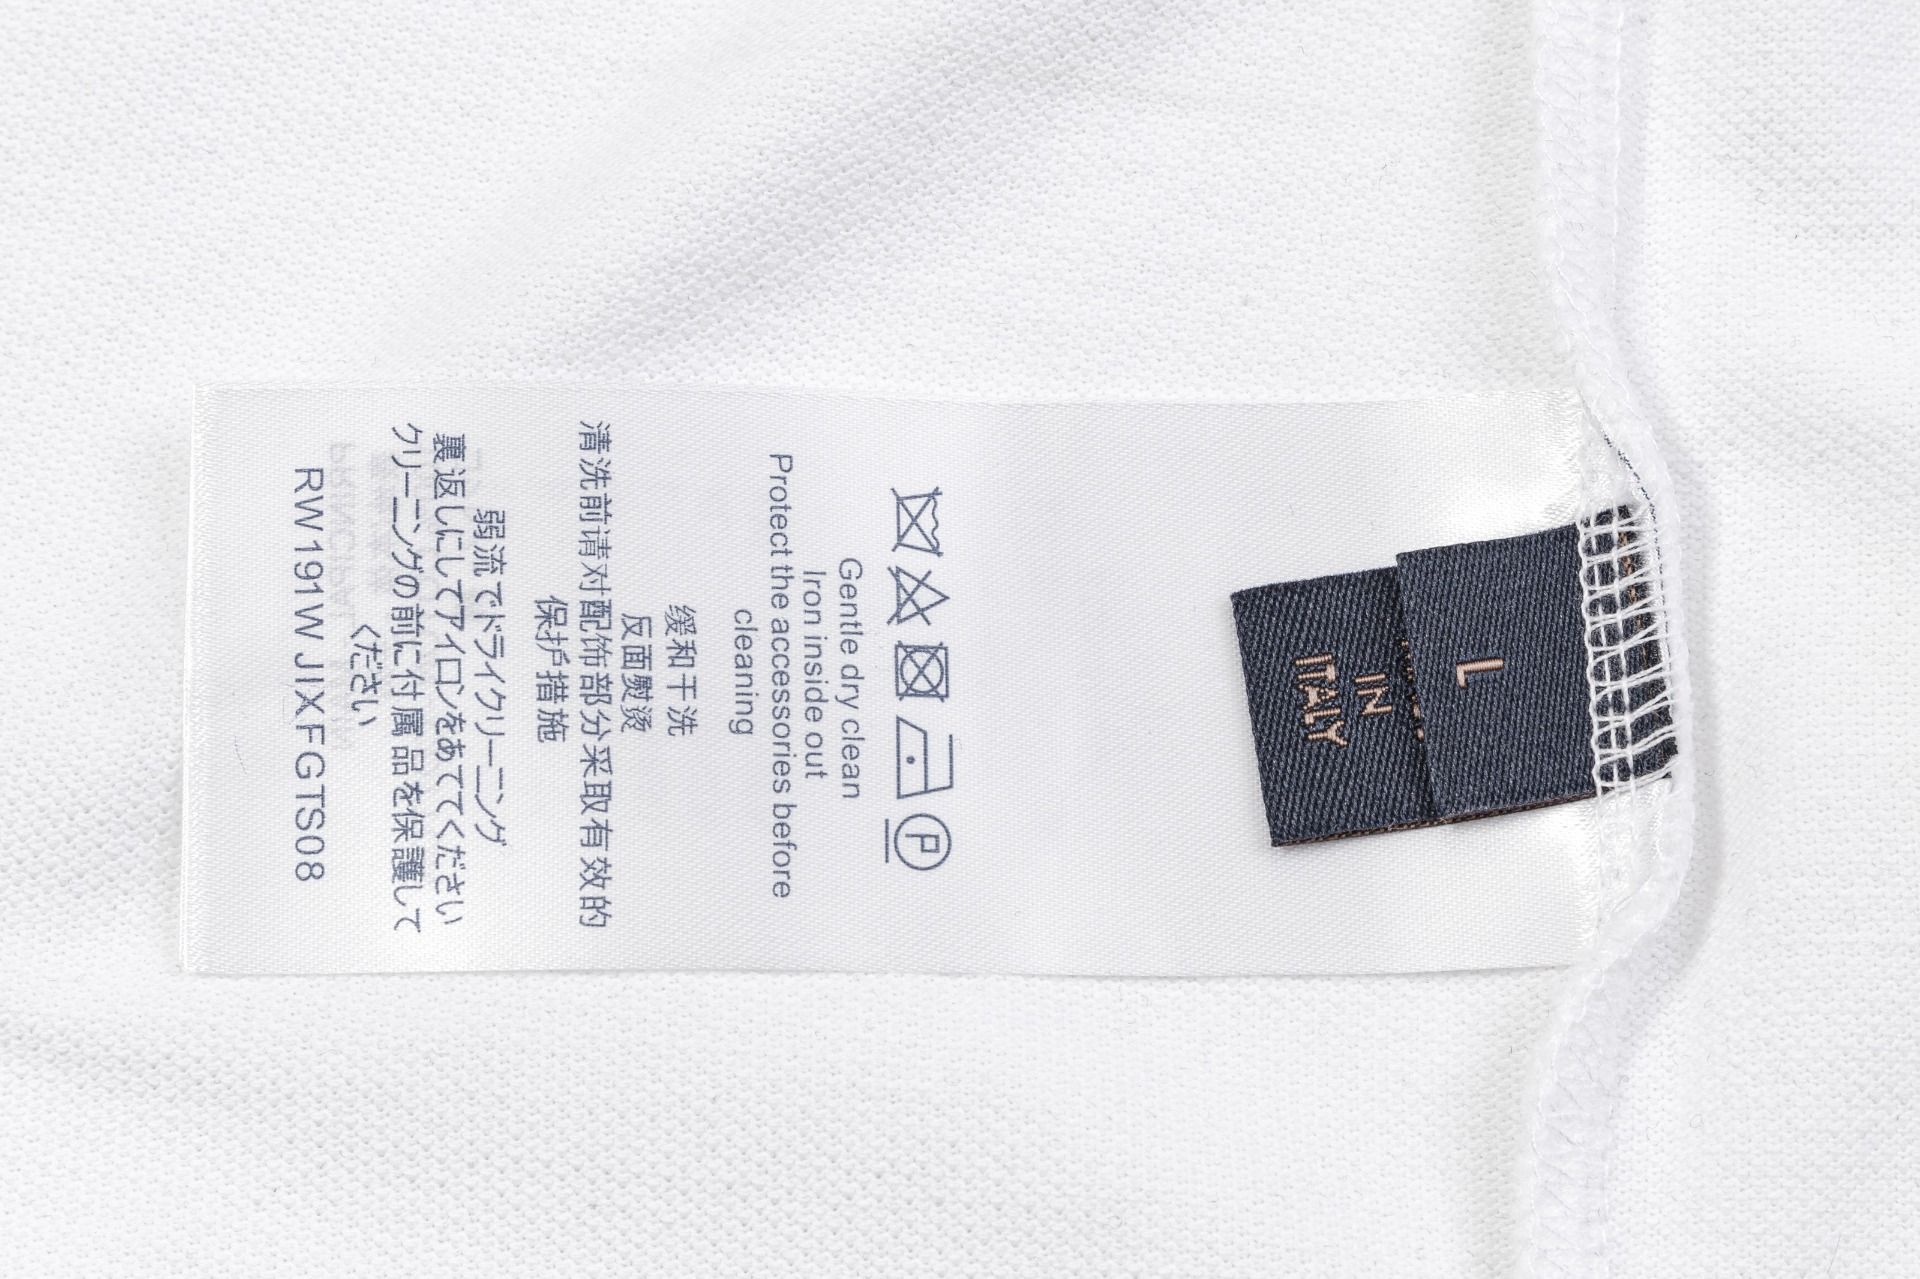 L
IN
ITALY
P
Gentle dry clean
Iron inside out
Protect the accessories before
cleaning
缓和干洗
反面熨烫
清洗前请对配饰部分采取有效的
保护措施
弱流でドライクリーニング
裏返しにしてアイロンをあててください
クリーニングの前に付属品を保護して
ください
RW191W JIXFGTS08